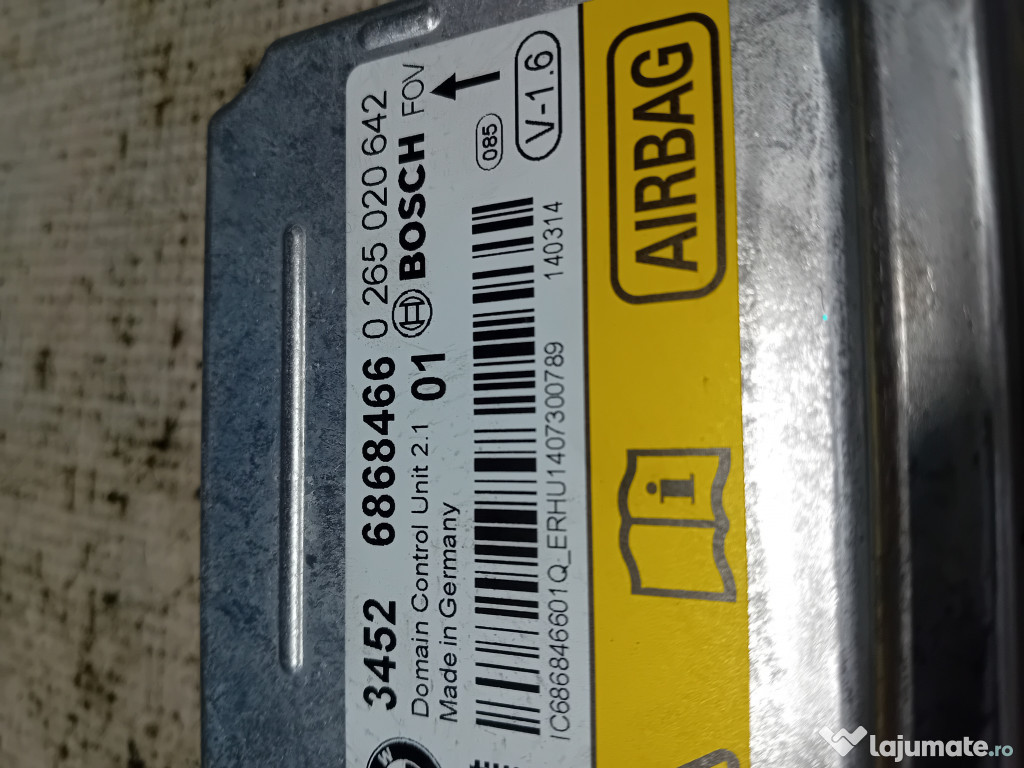 3452 6868466 0 265 020 642
Domain Control Unit 2.1 01 BOSCH FOV
Made in Germany
085
V-1.6
IC686846601Q_ERHU1407300789 140314
AIRBAG
i
lajumate.ro